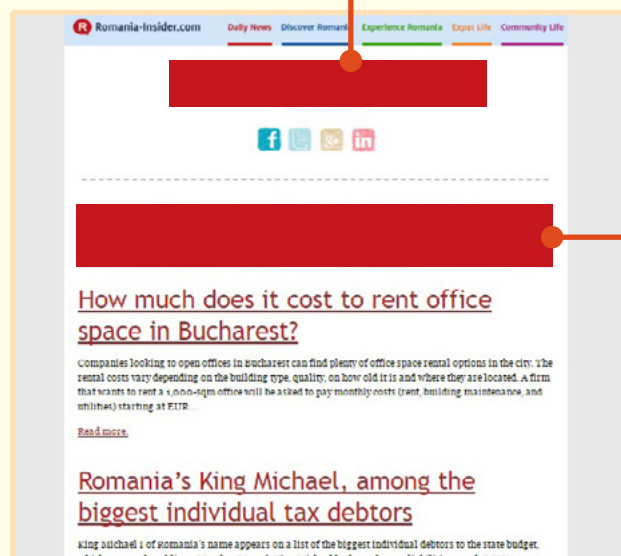 R Romania-Insider.com Daily News Discover Romani Experience Romania Expat Life Community Life
f t g+ in
How much does it cost to rent office
space in Bucharest?
Companies looking to open offices in Bucharest can find plenty of office space rental options in the city. The
rental costs vary depending on the building type, quality, on how old it is and where they are located. A firm
that wants to rent a 1,000-sqm office will be asked to pay monthly costs (rent, building maintenance, and
utilities) starting at EUR ...
Read more.
Romania's King Michael, among the
biggest individual tax debtors
King Michael I of Romania's name appears on a list of the biggest individual debtors to the state budget,